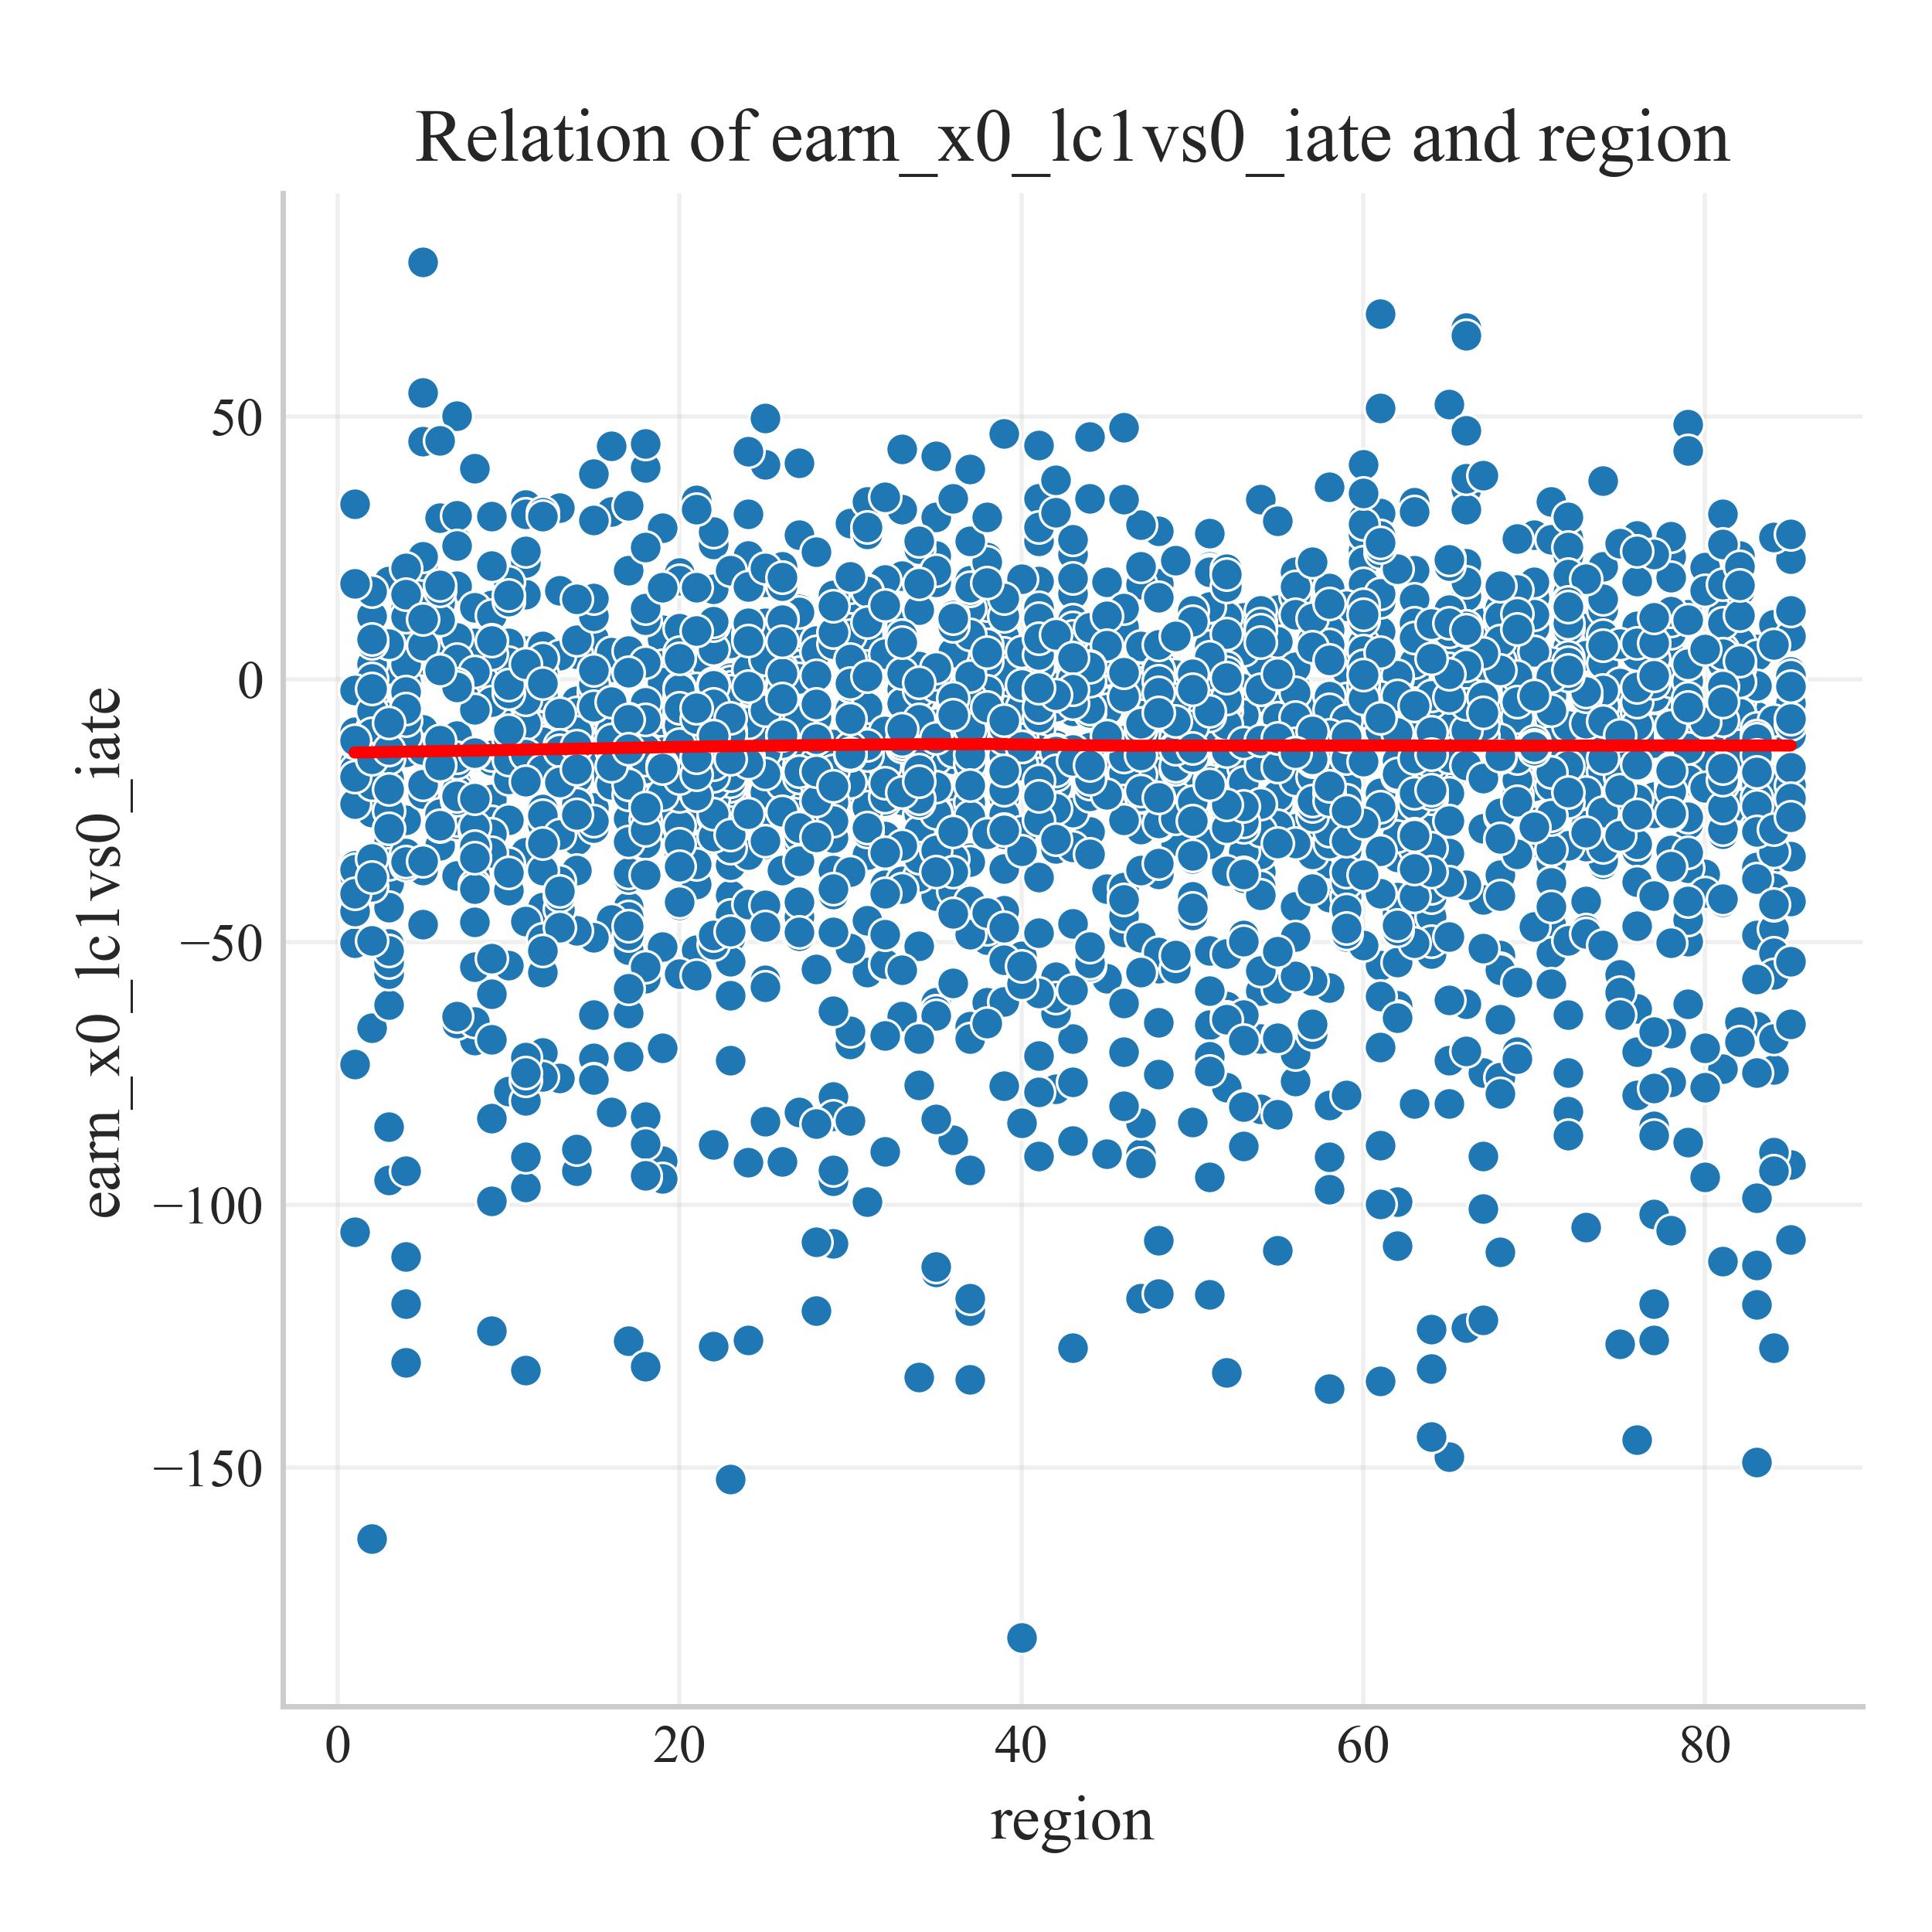 Relation of earn_x0_lc1vs0_iate and region
earn_x0_lc1vs0_iate
50
0
−50
−100
−150
0 20 40 60 80
region